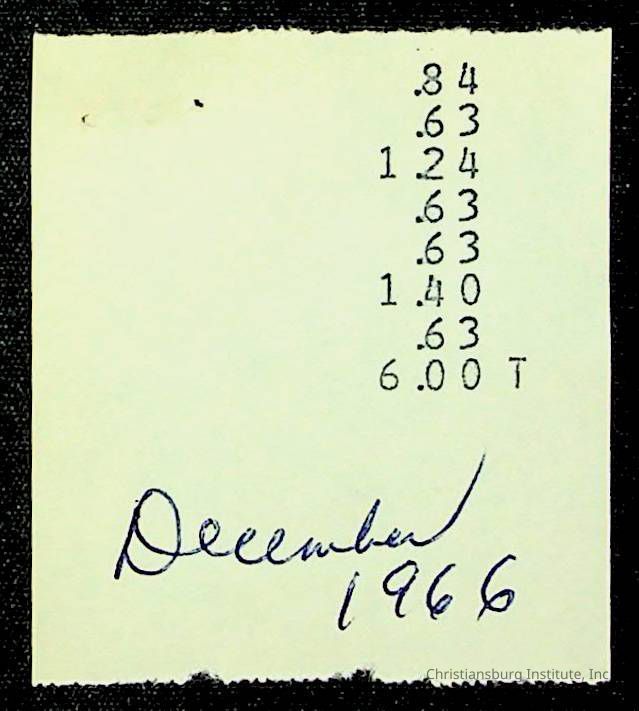 .84
.63
1.24
.63
.63
1.40
.63
6.00 T
December
1966
Christiansburg Institute, Inc